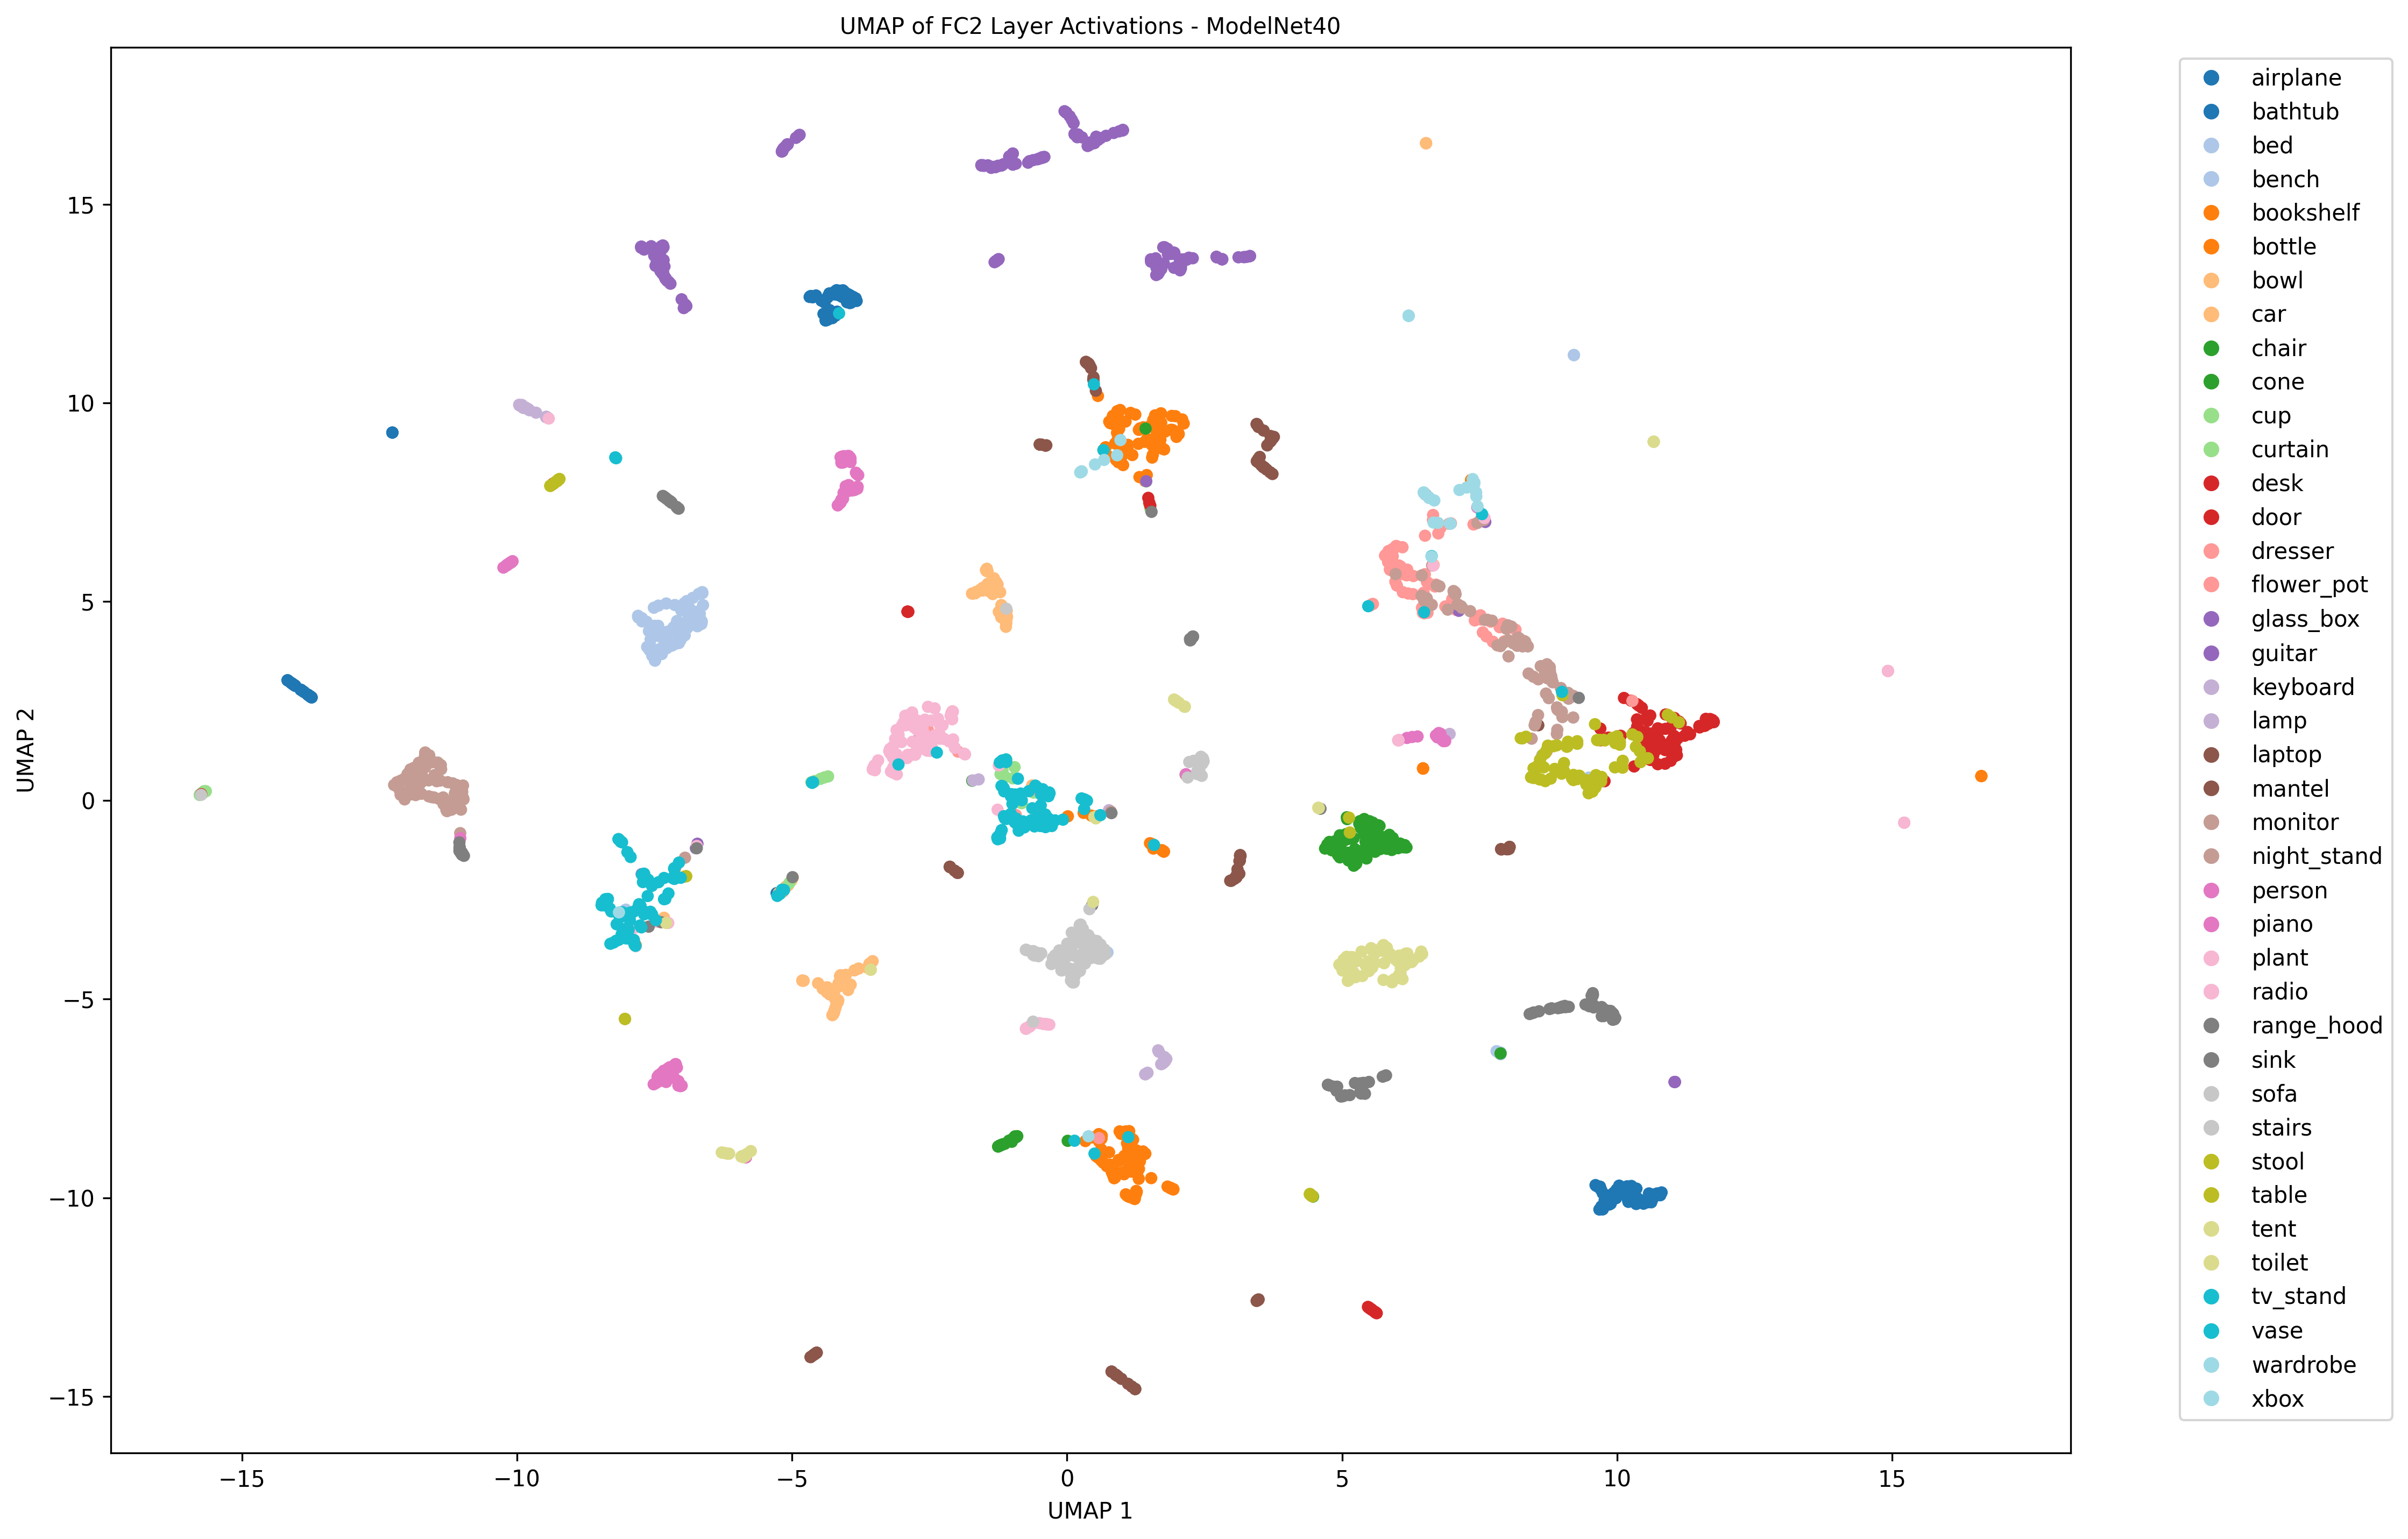 UMAP of FC2 Layer Activations - ModelNet40
UMAP 2
15
10
5
0
−5
−10
−15
−15
−10
−5
0
5
10
15
UMAP 1
airplane
bathtub
bed
bench
bookshelf
bottle
bowl
car
chair
cone
cup
curtain
desk
door
dresser
flower_pot
glass_box
guitar
keyboard
lamp
laptop
mantel
monitor
night_stand
person
piano
plant
radio
range_hood
sink
sofa
stairs
stool
table
tent
toilet
tv_stand
vase
wardrobe
xbox